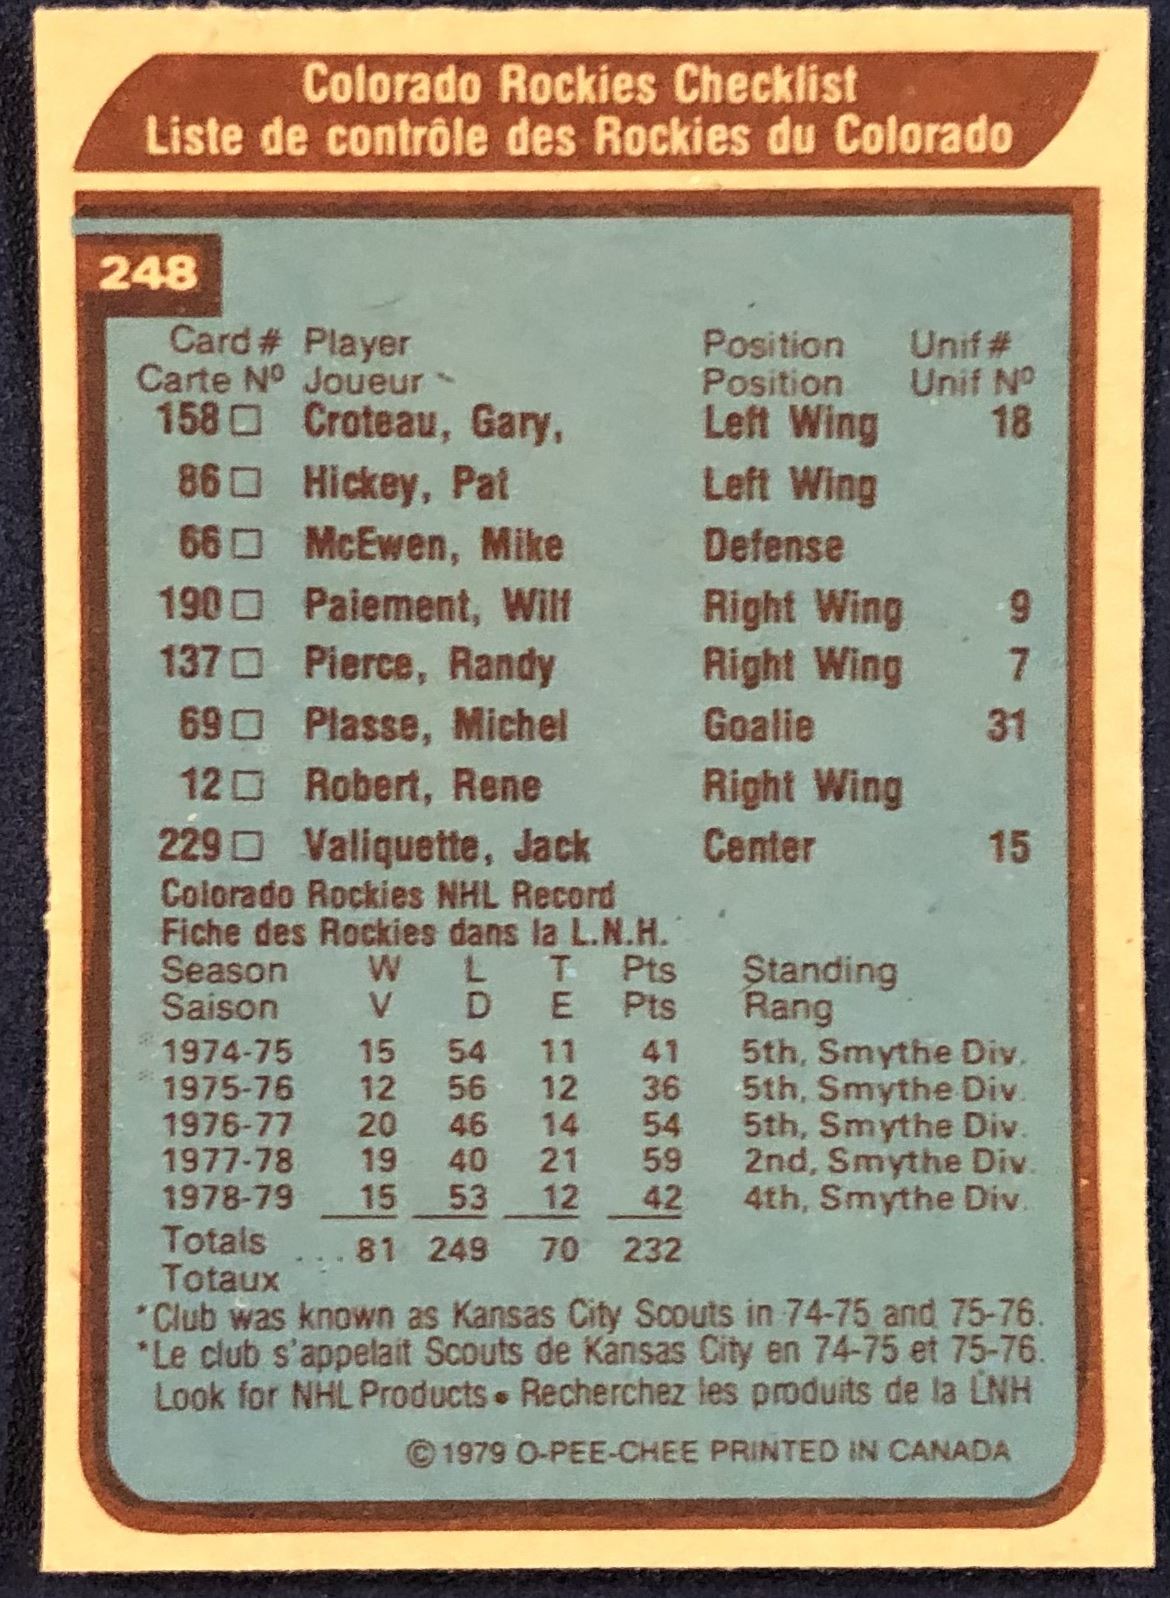 Colorado Rockies Checklist
Liste de contrôle des Rockies du Colorado
248
Card # Player Position Unif #
Carte Nº Joueur Position Unif Nº
158 □ Croteau, Gary, Left Wing 18
86 □ Hickey, Pat Left Wing
66 □ McEwen, Mike Defense
190 □ Paiement, Wilf Right Wing 9
137 □ Pierce, Randy Right Wing 7
69 □ Plasse, Michel Goalie 31
12 □ Robert, Rene Right Wing
229 □ Valiquette, Jack Center 15
Colorado Rockies NHL Record
Fiche des Rockies dans la L.N.H.
Season W L T Pts Standing
Saison V D E Pts Rang
*1974-75 15 54 11 41 5th, Smythe Div.
*1975-76 12 56 12 36 5th, Smythe Div.
1976-77 20 46 14 54 5th, Smythe Div.
1977-78 19 40 21 59 2nd, Smythe Div.
1978-79 15 53 12 42 4th, Smythe Div.
Totals ... 81 249 70 232
Totaux
*Club was known as Kansas City Scouts in 74-75 and 75-76.
*Le club s'appelait Scouts de Kansas City en 74-75 et 75-76.
Look for NHL Products • Recherchez les produits de la LNH
© 1979 O-PEE-CHEE PRINTED IN CANADA